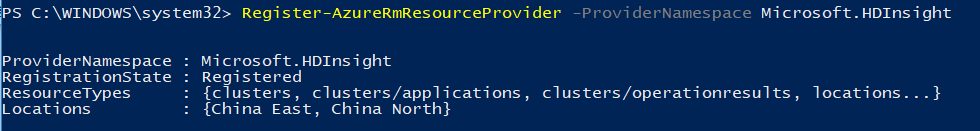 PS C:\WINDOWS\system32> Register-AzureRmResourceProvider -ProviderNamespace Microsoft.HDInsight
ProviderNamespace : Microsoft.HDInsight
RegistrationState : Registered
ResourceTypes     : {clusters, clusters/applications, clusters/operationresults, locations...}
Locations         : {China East, China North}